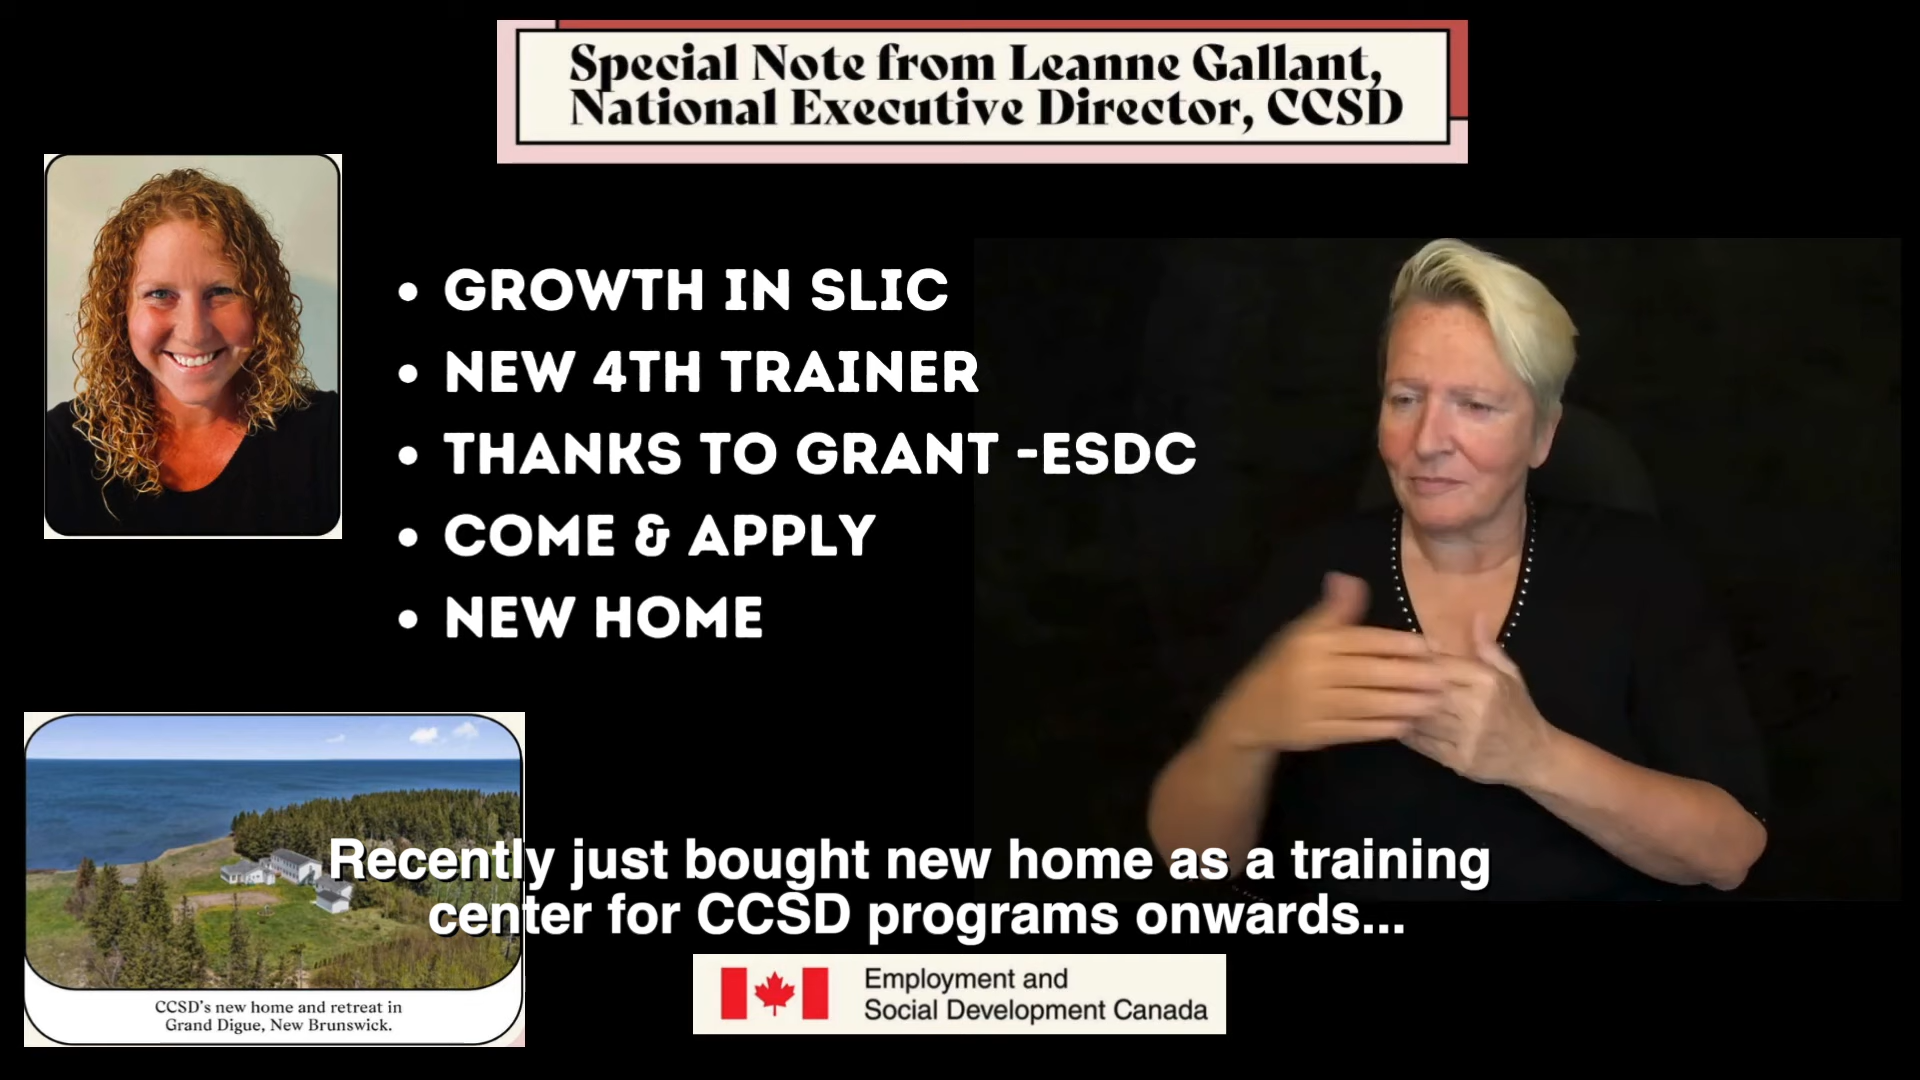 Special Note from Leanne Gallant,
National Executive Director, CCSD
GROWTH IN SLIC
NEW 4TH TRAINER
THANKS TO GRANT -ESDC
COME & APPLY
NEW HOME
Recently just bought new home as a training
center for CCSD programs onwards...
CCSD's new home and retreat in
Grand Digue, New Brunswick.
Employment and
Social Development Canada